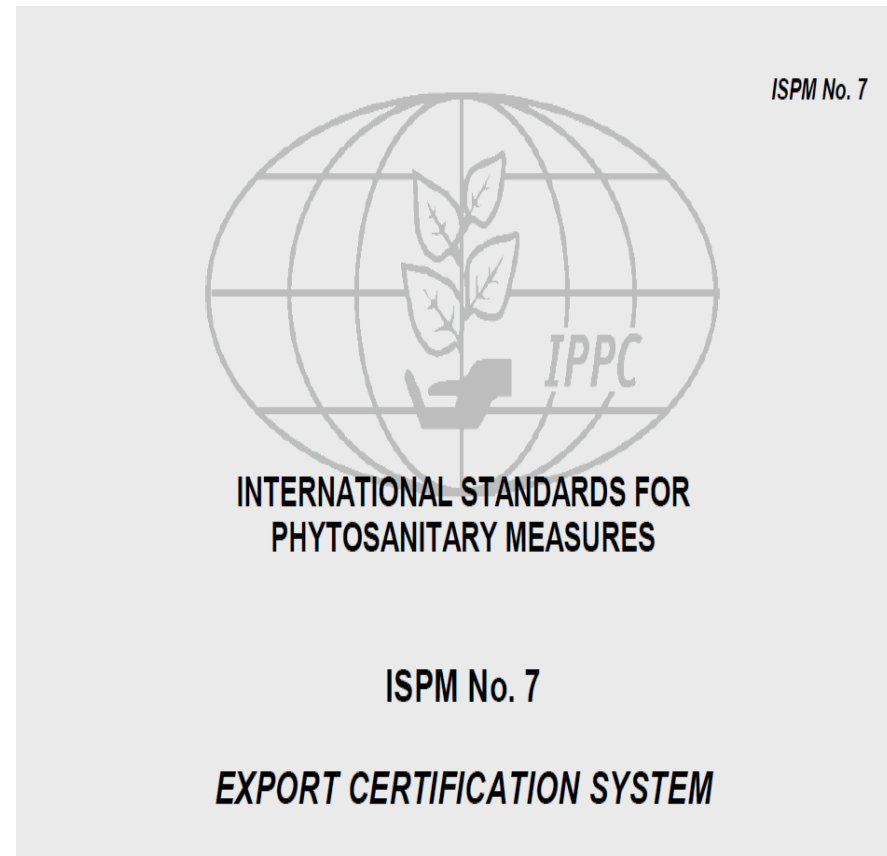 ISPM No. 7
IPPC
INTERNATIONAL STANDARDS FOR
PHYTOSANITARY MEASURES
ISPM No. 7
EXPORT CERTIFICATION SYSTEM